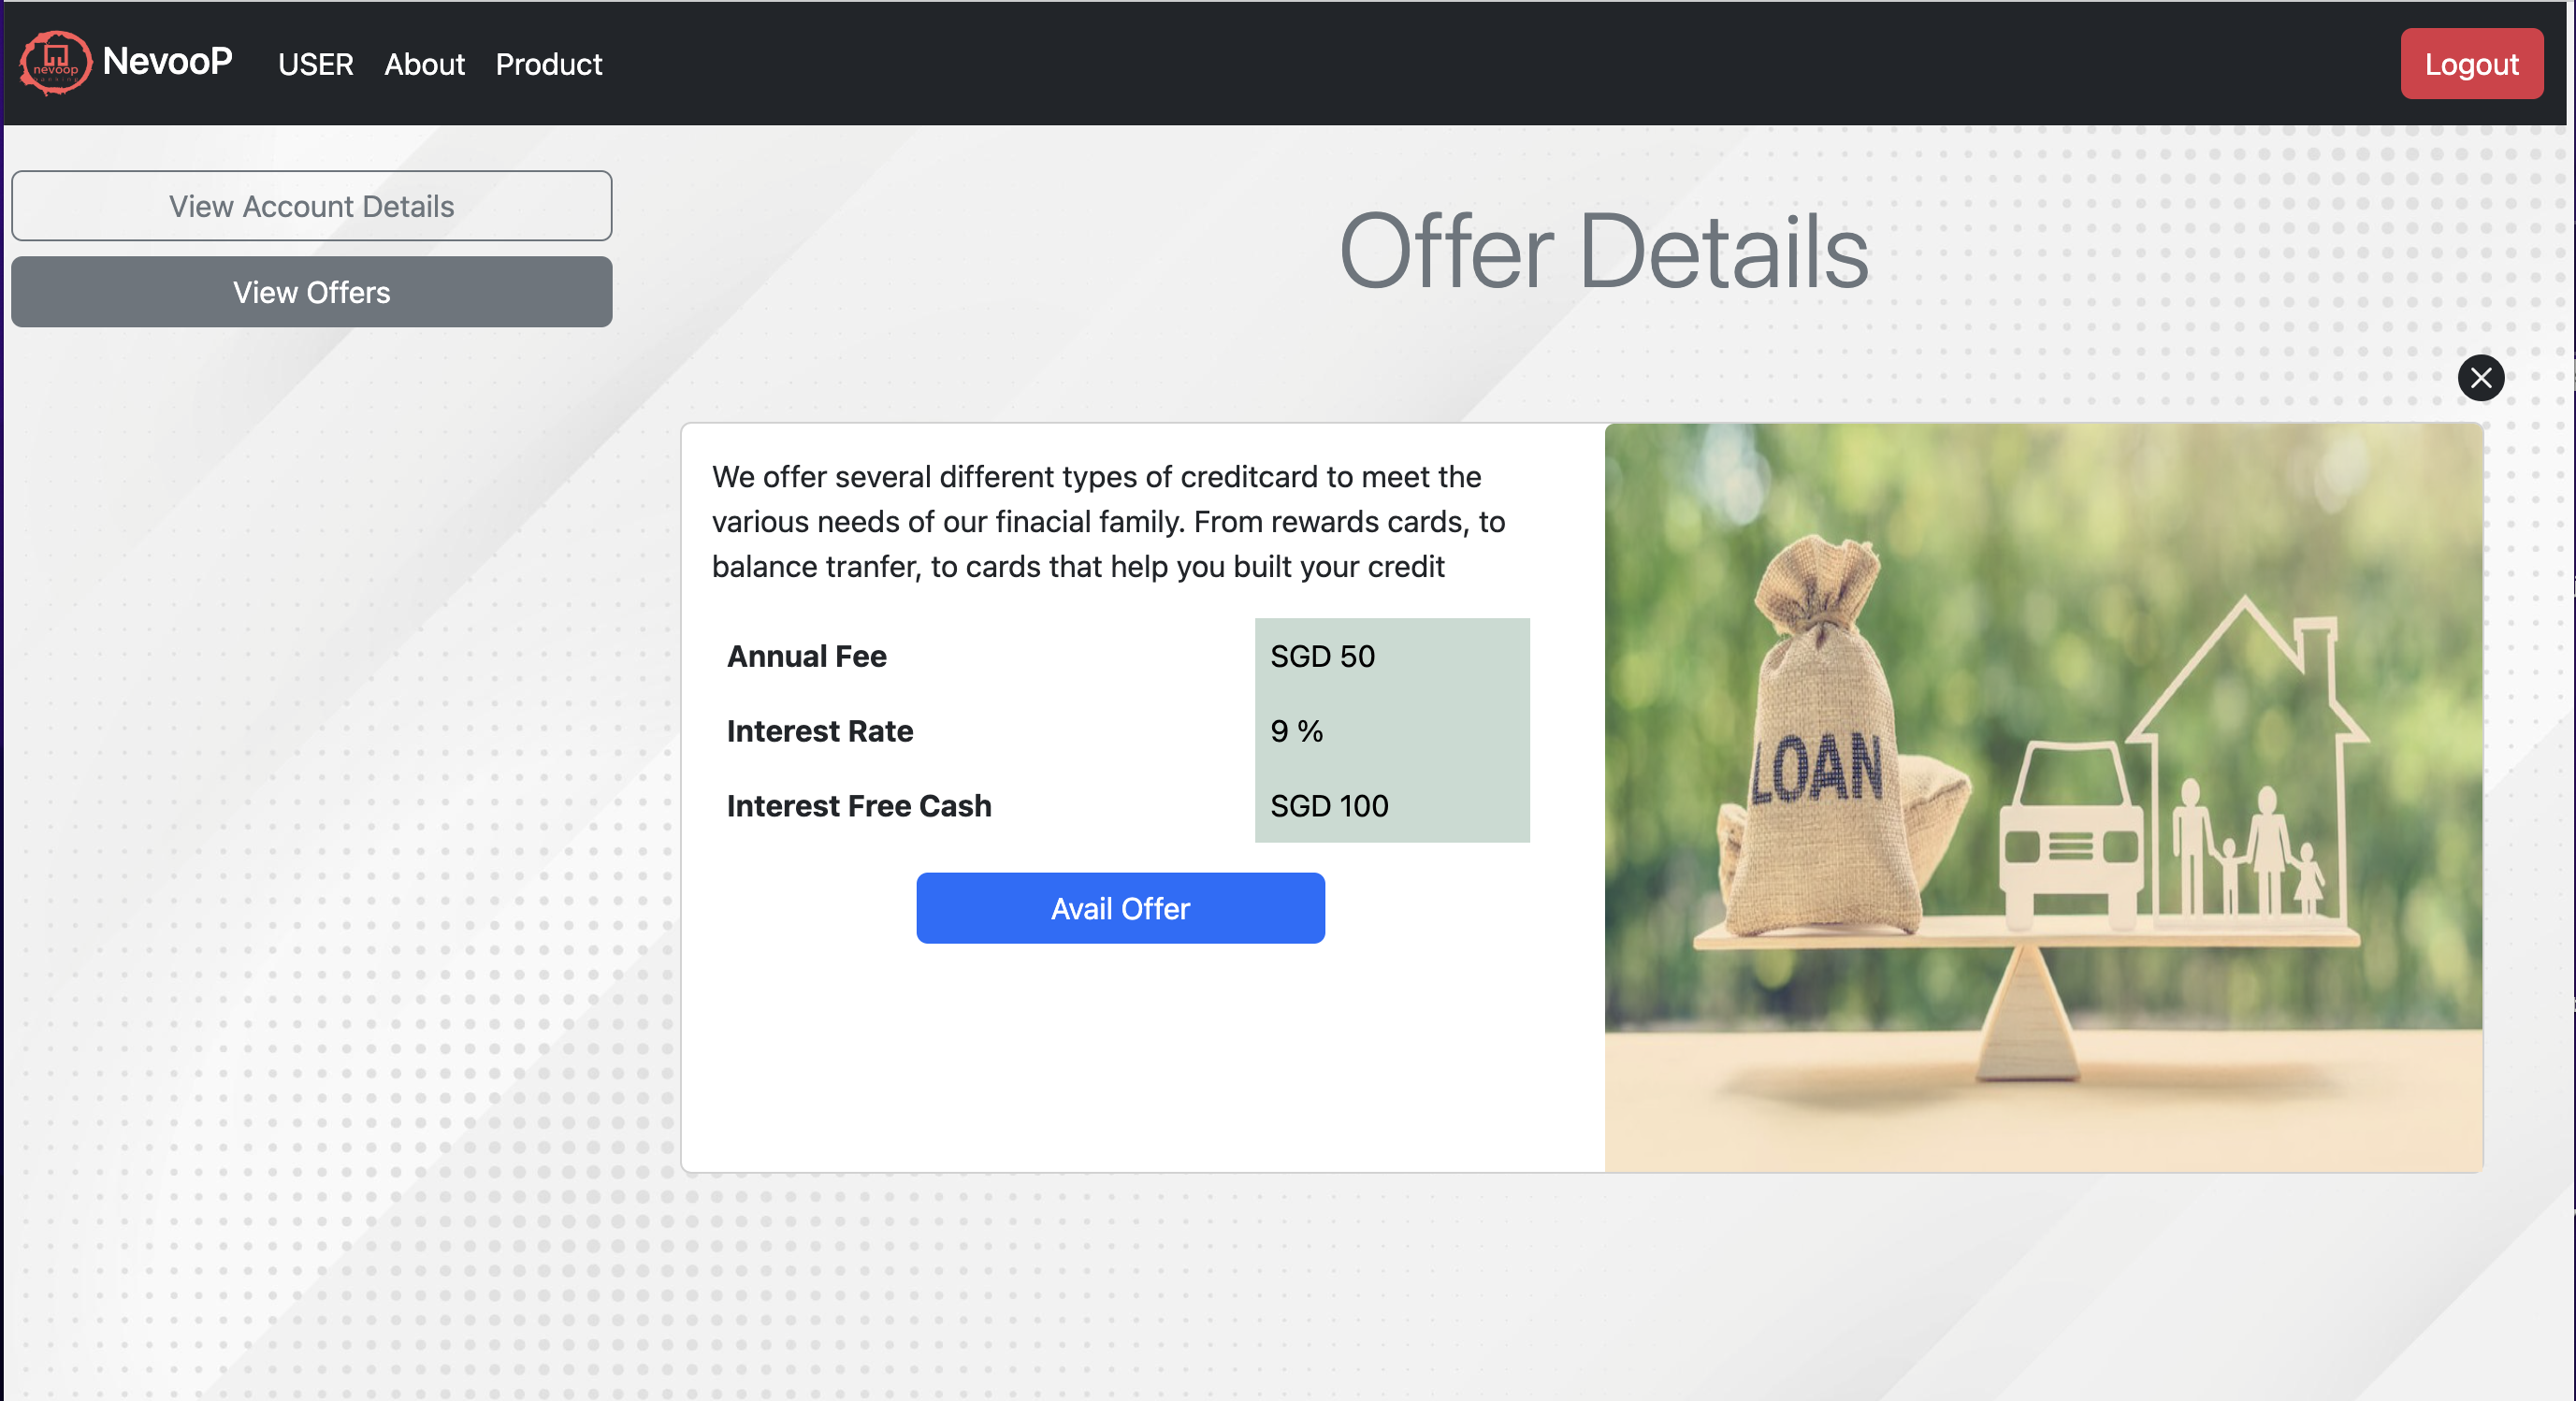 nevoop
NevooP
USER
About
Product
Logout
View Account Details
View Offers
Offer Details
We offer several different types of creditcard to meet the
various needs of our finacial family. From rewards cards, to
balance tranfer, to cards that help you built your credit
Annual Fee
SGD 50
Interest Rate
9 %
Interest Free Cash
SGD 100
Avail Offer
LOAN